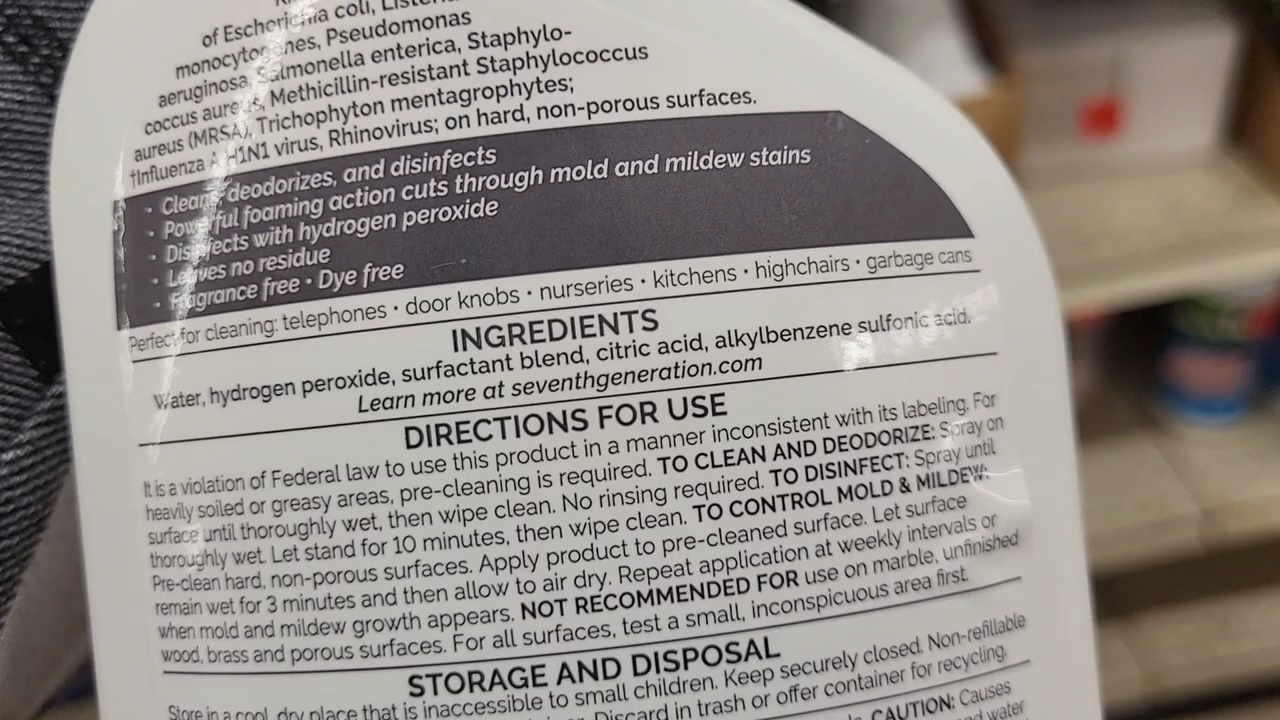 of Escherichia coli,
monocytogenes, Pseudomonas
aeruginosa, Salmonella enterica, Staphylo-
coccus aureus, Methicillin-resistant Staphylococcus
aureus (MRSA), Trichophyton mentagrophytes;
†Influenza A H1N1 virus, Rhinovirus; on hard, non-porous surfaces.
• Cleans, deodorizes, and disinfects
• Powerful foaming action cuts through mold and mildew stains
• Disinfects with hydrogen peroxide
• Leaves no residue
• Fragrance free • Dye free
Perfect for cleaning: telephones • door knobs • nurseries • kitchens • highchairs • garbage cans
INGREDIENTS
Water, hydrogen peroxide, surfactant blend, citric acid, alkylbenzene sulfonic acid.
Learn more at seventhgeneration.com
DIRECTIONS FOR USE
It is a violation of Federal law to use this product in a manner inconsistent with its labeling. For
heavily soiled or greasy areas, pre-cleaning is required. TO CLEAN AND DEODORIZE: Spray on
surface until thoroughly wet, then wipe clean. No rinsing required. TO DISINFECT: Spray until
thoroughly wet. Let stand for 10 minutes, then wipe clean. TO CONTROL MOLD & MILDEW:
Pre-clean hard, non-porous surfaces. Apply product to pre-cleaned surface. Let surface
remain wet for 3 minutes and then allow to air dry. Repeat application at weekly intervals or
when mold and mildew growth appears. NOT RECOMMENDED FOR use on marble, unfinished
wood, brass and porous surfaces. For all surfaces, test a small, inconspicuous area first.
STORAGE AND DISPOSAL
Store in a cool, dry place that is inaccessible to small children. Keep securely closed. Non-refillable
Discard in trash or offer container for recycling.
CAUTION: Causes
water